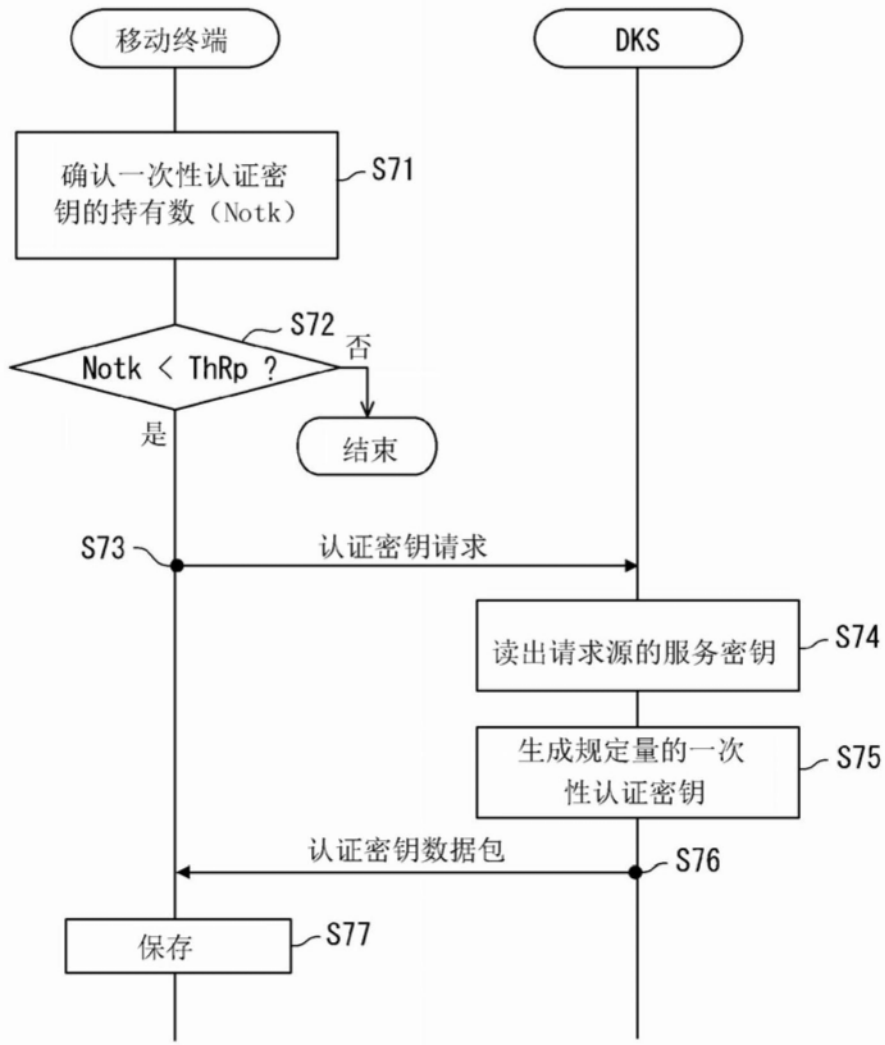 移动终端
DKS
确认一次性认证密
钥的持有数（Notk）
S71
S72
Notk < ThRp ?
否
是
结束
S73
认证密钥请求
读出请求源的服务密钥
S74
生成规定量的一次
性认证密钥
S75
认证密钥数据包
S76
保存
S77